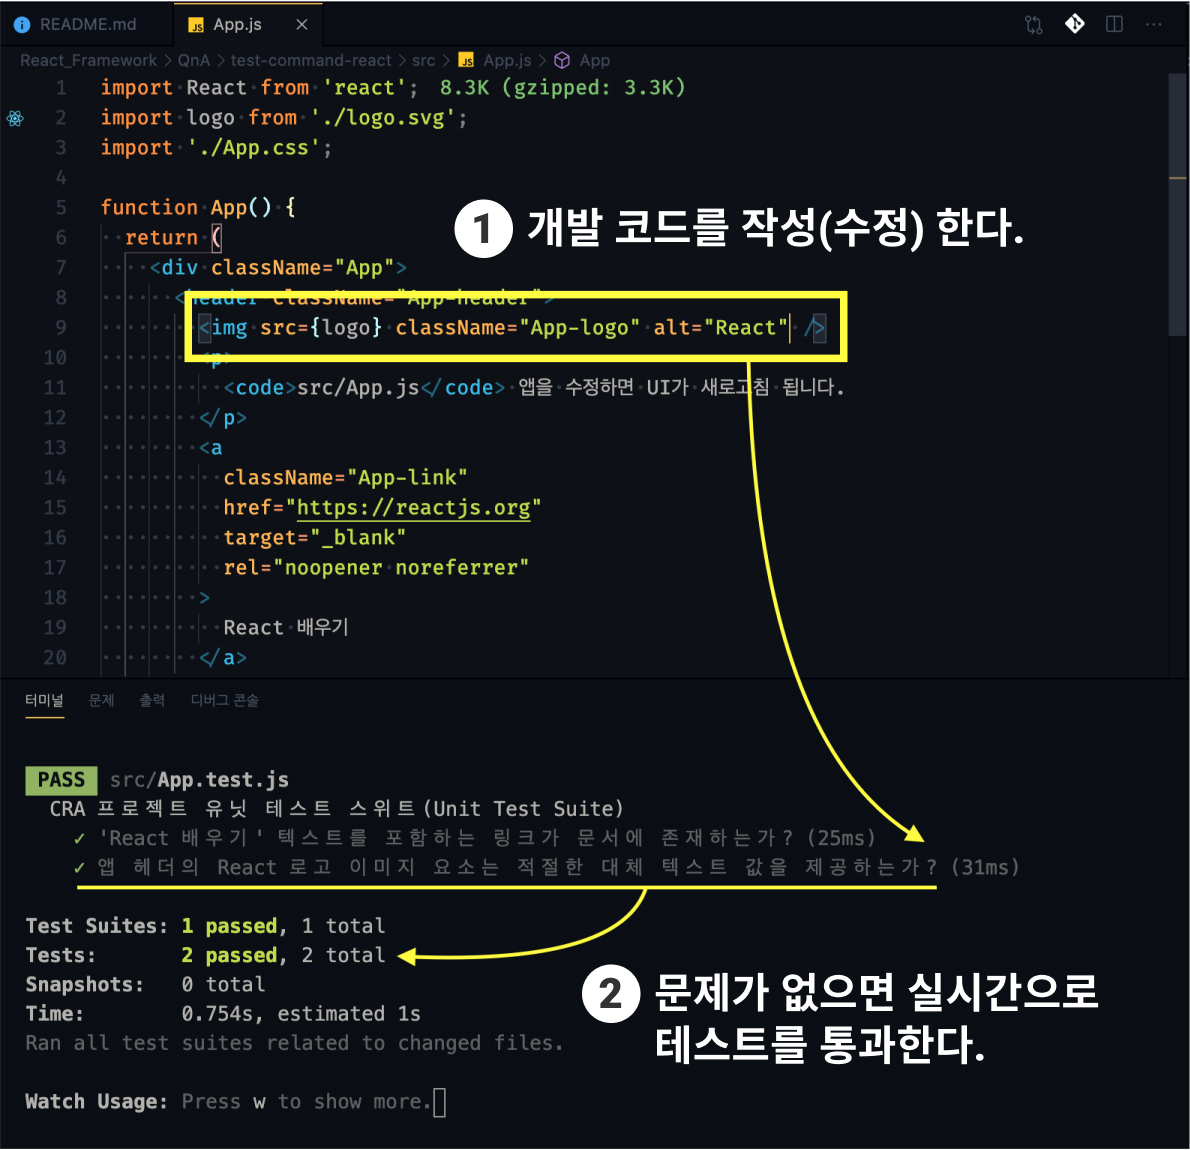 README.md
JS App.js
React_Framework > QnA > test-command-react > src > JS App.js > App
1 import React from 'react'; 8.3K (gzipped: 3.3K)
2 import logo from './logo.svg';
3 import './App.css';
4
5 function App() {
6 return (
7 <div className="App">
8 <header className="App-header">
9 <img src={logo} className="App-logo" alt="React" />
10 <p>
11 <code>src/App.js</code> 앱을 수정하면 UI가 새로고침 됩니다.
12 </p>
13 <a
14 className="App-link"
15 href="https://reactjs.org"
16 target="_blank"
17 rel="noopener noreferrer"
18 >
19 React 배우기
20 </a>
1 개발 코드를 작성(수정) 한다.
터미널 문제 출력 디버그 콘솔
PASS src/App.test.js
CRA 프로젝트 유닛 테스트 스위트(Unit Test Suite)
✓ 'React 배우기' 텍스트를 포함하는 링크가 문서에 존재하는가? (25ms)
✓ 앱 헤더의 React 로고 이미지 요소는 적절한 대체 텍스트 값을 제공하는가? (31ms)
Test Suites: 1 passed, 1 total
Tests: 2 passed, 2 total
Snapshots: 0 total
Time: 0.754s, estimated 1s
Ran all test suites related to changed files.
2 문제가 없으면 실시간으로
테스트를 통과한다.
Watch Usage: Press w to show more.